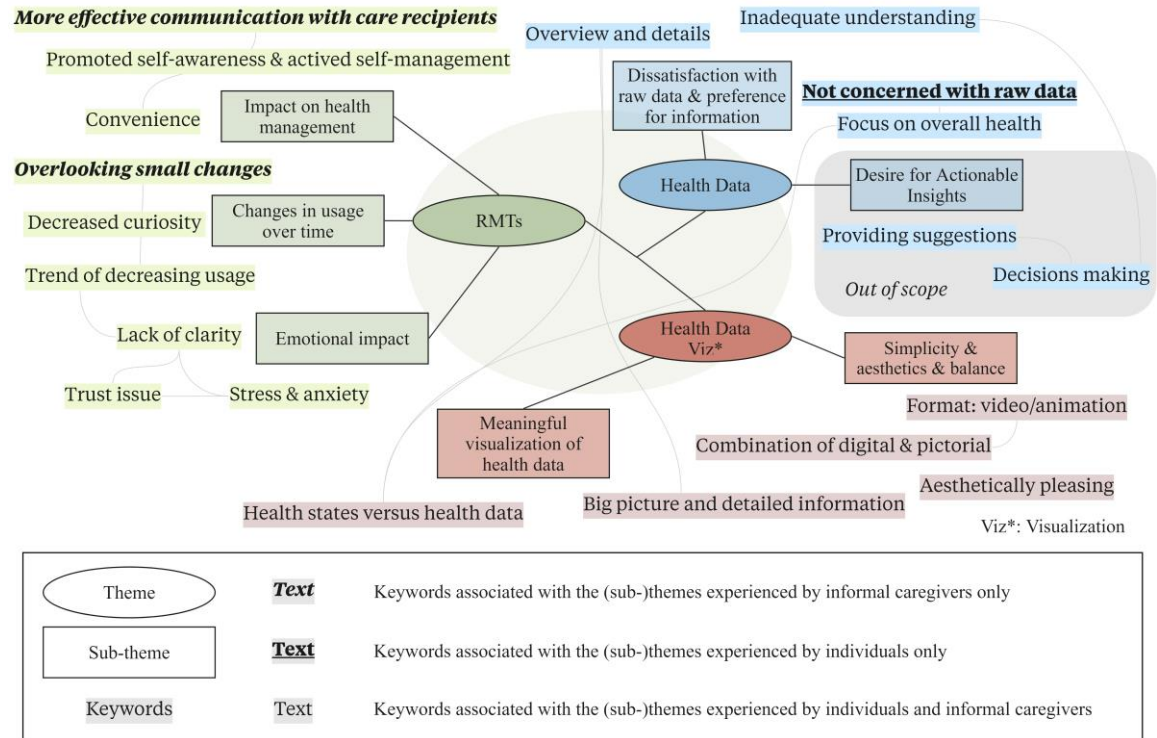 More effective communication with care recipients
Promoted self-awareness & actived self-management
Convenience
Impact on health
management
Overlooking small changes
Decreased curiosity
Changes in usage
over time
Trend of decreasing usage
Lack of clarity
Emotional impact
Trust issue
Stress & anxiety
RMTs
Overview and details
Inadequate understanding
Dissatisfaction with
raw data & preference
for information
Not concerned with raw data
Focus on overall health
Health Data
Desire for Actionable
Insights
Providing suggestions
Decisions making
Out of scope
Health Data
Viz*
Simplicity &
aesthetics & balance
Format: video/animation
Meaningful
visualization of
health data
Combination of digital & pictorial
Aesthetically pleasing
Health states versus health data
Big picture and detailed information
Viz*: Visualization
Theme
Text
Keywords associated with the (sub-)themes experienced by informal caregivers only
Sub-theme
Text
Keywords associated with the (sub-)themes experienced by individuals only
Keywords
Text
Keywords associated with the (sub-)themes experienced by individuals and informal caregivers